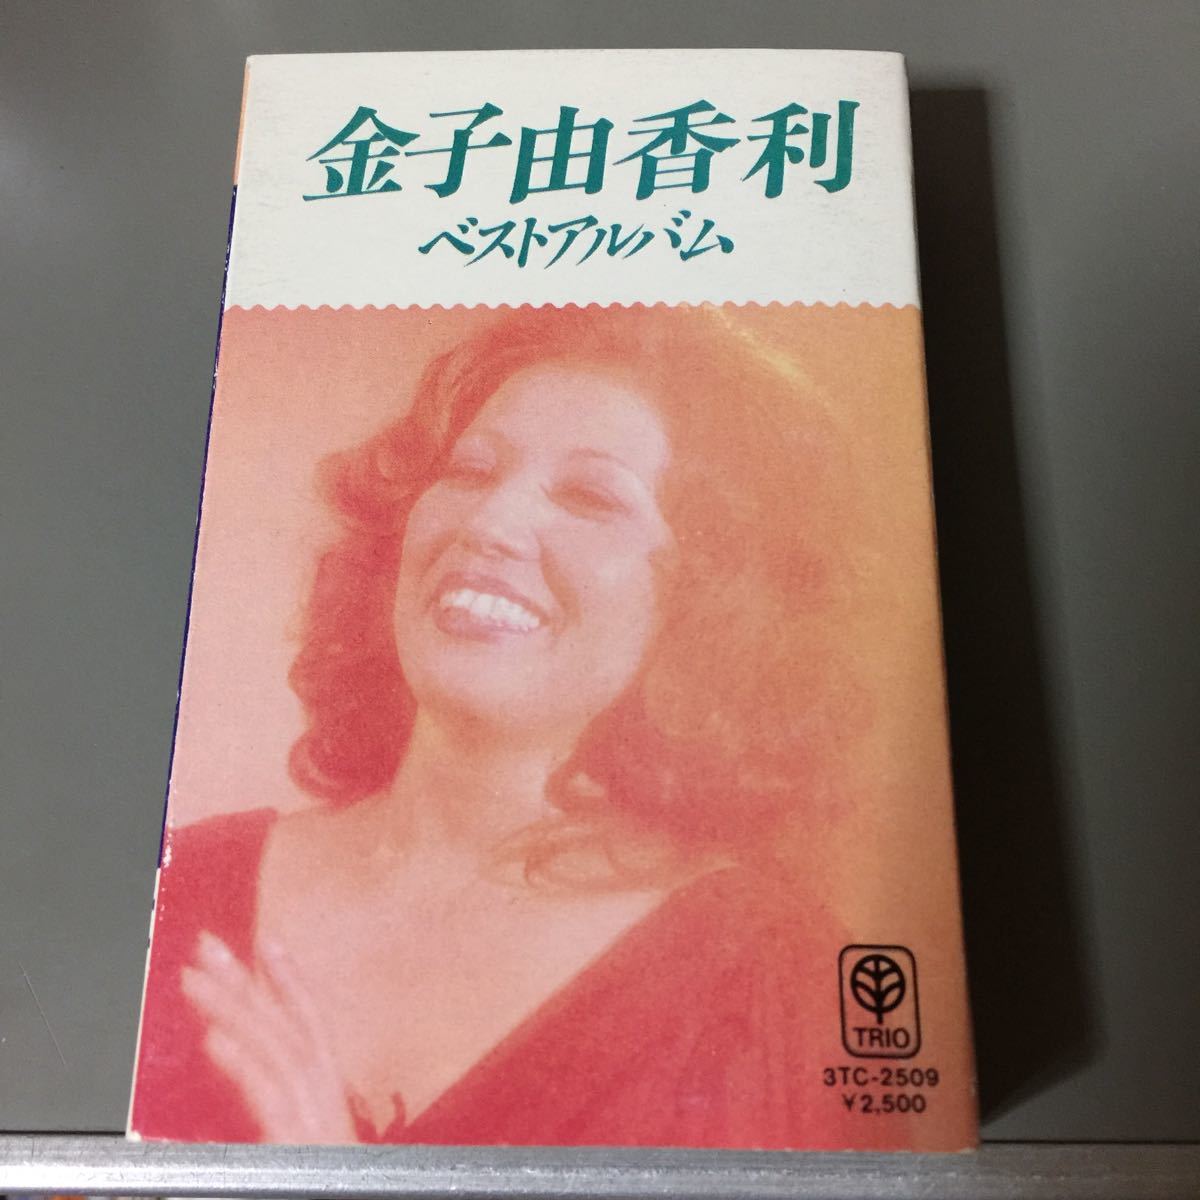 金子由香利
ベストアルバム
TRIO
3TC-2509
¥2,500